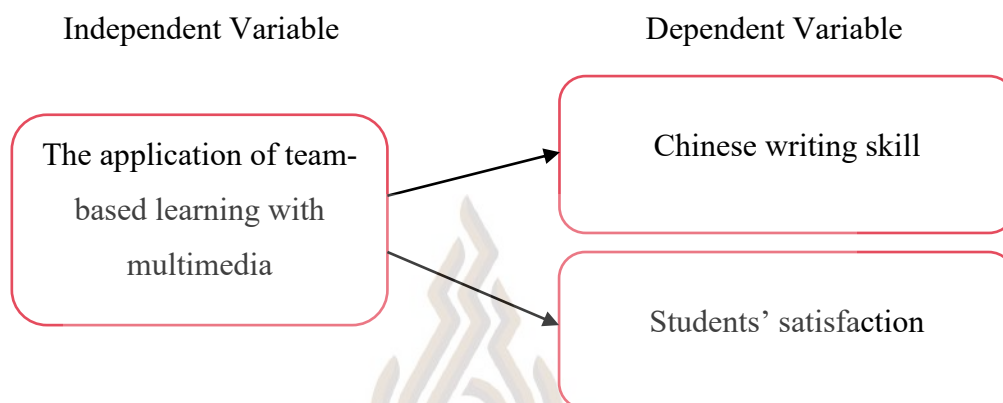 Independent Variable
Dependent Variable
The application of team-
based learning with
multimedia
Chinese writing skill
Students’ satisfaction